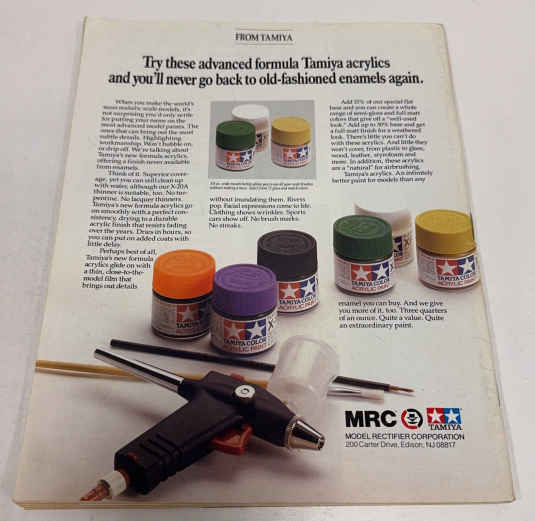 FROM TAMIYA
Try these advanced formula Tamiya acrylics
and you'll never go back to old-fashioned enamels again.
When you make the world's
most realistic scale models, it's
not surprising you'd only settle
for putting your name on the
most advanced model paints. The
ones that can bring out the most
subtle details. Highlighting
workmanship. Won't bubble on,
or drip off. We're talking about
Tamiya's new formula acrylics,
offering a finish never available
from enamels.
Think of it. Superior cover-
age, yet you can still clean up
with water, although our X-20A
thinner is suitable, too. No tur-
pentine. No lacquer thinners.
Tamiya's new formula acrylics go
on smoothly with a perfect con-
sistency, drying to a durable
acrylic finish that resists fading
over the years. Dries in hours, so
you can put on added coats with
little delay.
Perhaps best of all,
Tamiya's new formula
acrylics glide on with
a thin, close-to-the-
model film that
brings out details
without inundating them. Rivets
pop. Facial expressions come to life.
Clothing shows wrinkles. Sports
cars show off. No brush marks.
No streaks.
Add 15% of our special flat
base and you can create a whole
range of semi-gloss and full matt
colors that give off a "well-used
look." Add up to 30% base and get
a full matt finish for a weathered
look. There's little you can't do
with these acrylics. And little they
won't cover, from plastic to glass,
wood, leather, styrofoam and
more. In addition, these acrylics
are a "natural" for airbrushing.
Tamiya's acrylics. An infinitely
better paint for models than any
enamel you can buy. And we give
you more of it, too. Three quarters
of an ounce. Quite a value. Quite
an extraordinary paint.
TAMIYA COLOR
ACRYLIC PAINT
TAMIYA COLOR
ACRYLIC PAINT
TAMIYA COLOR
ACRYLIC PAINT
MRC
TAMIYA
MODEL RECTIFIER CORPORATION
200 Carter Drive, Edison, NJ 08817